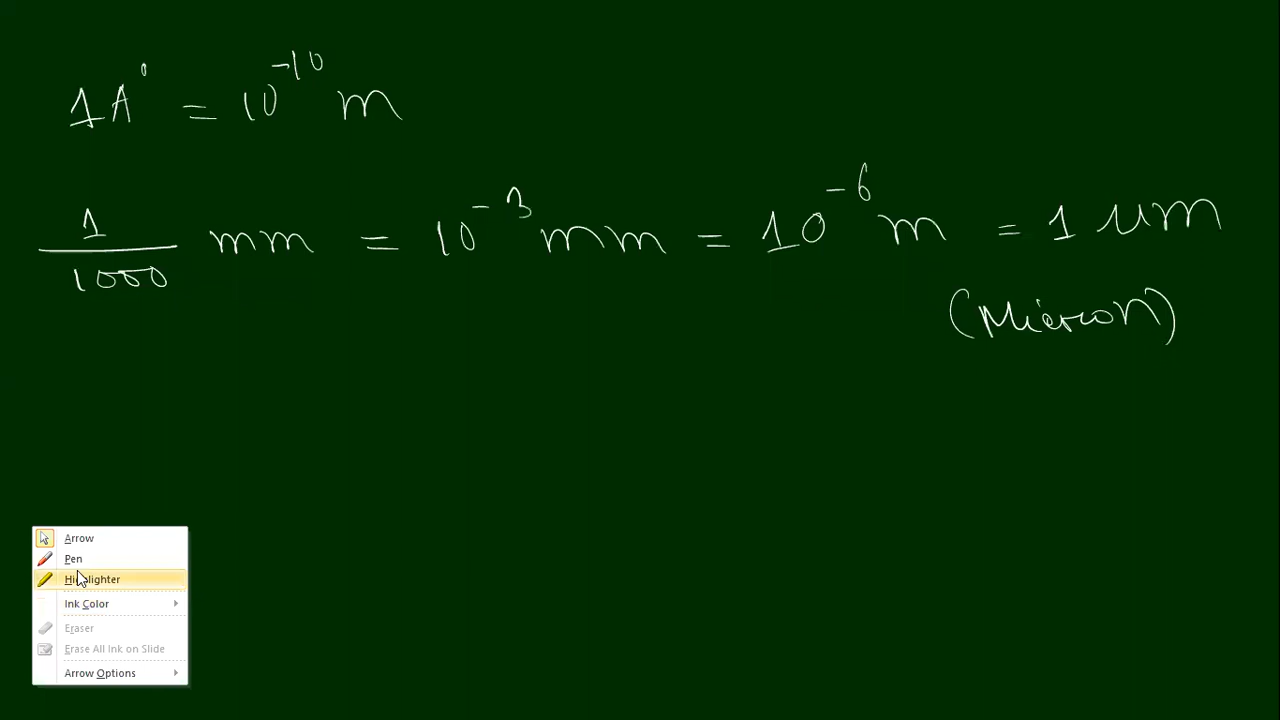 1A° = 10⁻¹⁰ m
1/1000 mm = 10⁻³ mm = 10⁻⁶ m = 1 μm
(Micron)
Arrow
Pen
Highlighter
Ink Color
Eraser
Erase All Ink on Slide
Arrow Options